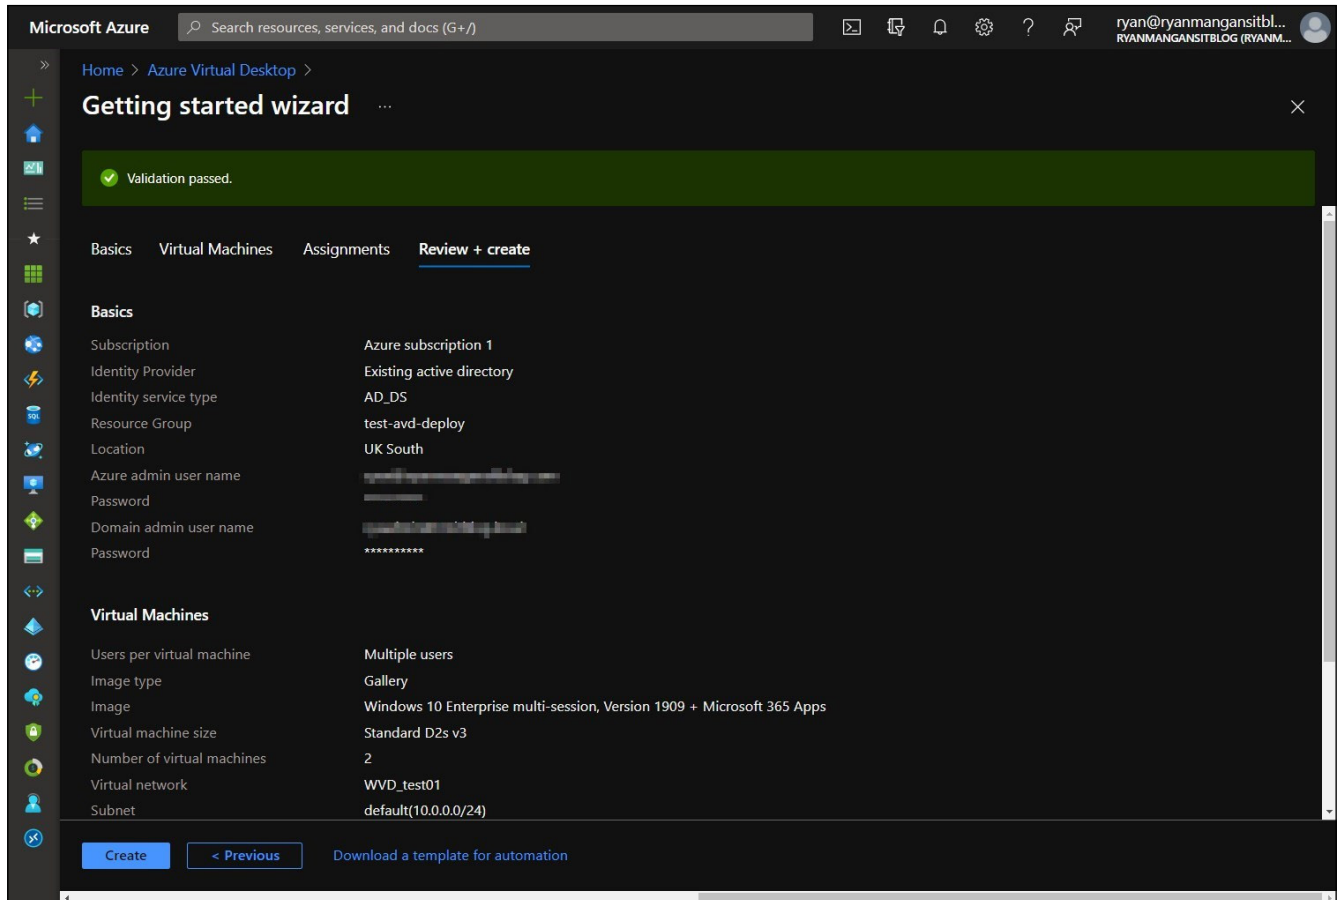 Microsoft Azure
Search resources, services, and docs (G+/)
ryan@ryanmangansitbl...
RYANMANGANSITBLOG (RYANM...
Home > Azure Virtual Desktop >
Getting started wizard ...
Validation passed.
Basics Virtual Machines Assignments Review + create
Basics
Subscription Azure subscription 1
Identity Provider Existing active directory
Identity service type AD_DS
Resource Group test-avd-deploy
Location UK South
Azure admin user name
Password
Domain admin user name
Password **********
Virtual Machines
Users per virtual machine Multiple users
Image type Gallery
Image Windows 10 Enterprise multi-session, Version 1909 + Microsoft 365 Apps
Virtual machine size Standard D2s v3
Number of virtual machines 2
Virtual network WVD_test01
Subnet default(10.0.0.0/24)
Create < Previous Download a template for automation